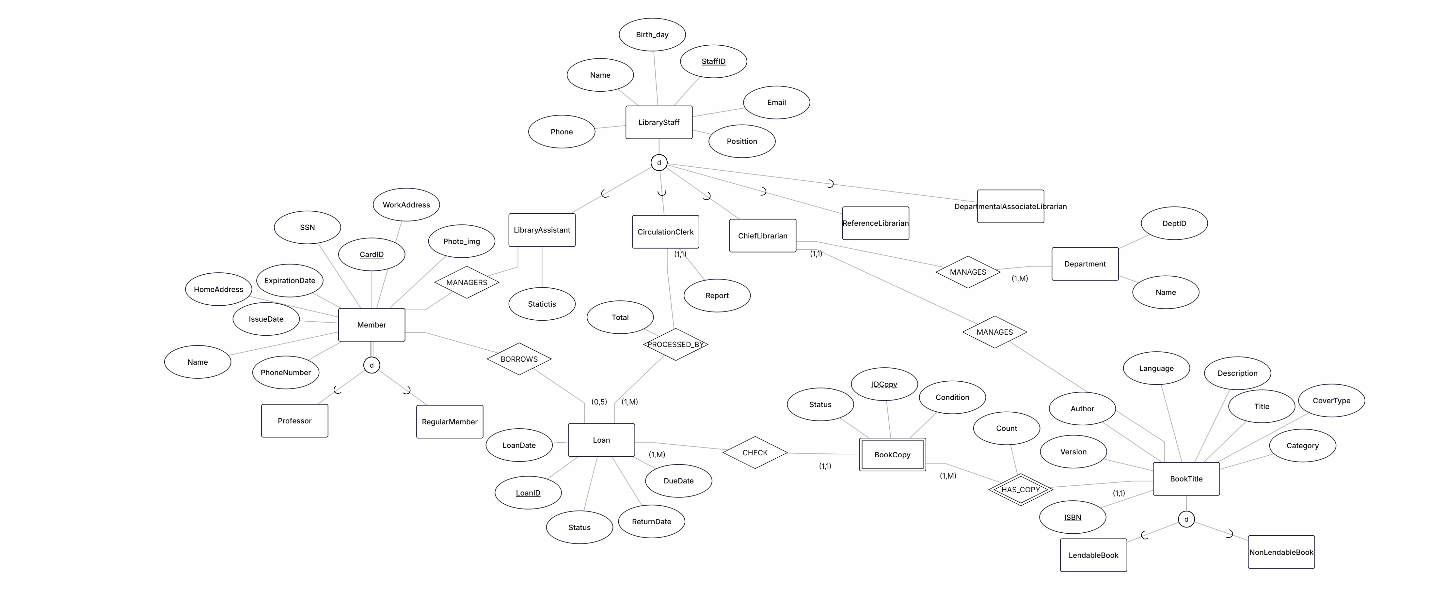 Birth_day
StaffID
Name
Email
LibraryStaff
Phone
Posittion
d
DepartmentalAssociateLibrarian
WorkAddress
SSN
LibraryAssistant
CirculationClerk
ChiefLibrarian
ReferenceLibrarian
DeptID
Photo_img
CardID
(1,1)
(1,1)
Department
MANAGES
(1,M)
ExpirationDate
MANAGERS
HomeAddress
Name
Report
Statictis
IssueDate
Member
Total
MANAGES
PROCESSED_BY
Name
PhoneNumber
d
BORROWS
Language
Description
JDCopy
Status
Condition
CoverType
(0,5)
(1,M)
Author
Title
Professor
RegularMember
Count
Loan
LoanDate
CHECK
(1,M)
(1,1)
BookCopy
Version
Category
(1,M)
HAS_COPY
(1,1)
BookTitle
DueDate
LoanID
ISBN
Status
ReturnDate
d
LendableBook
NonLendableBook